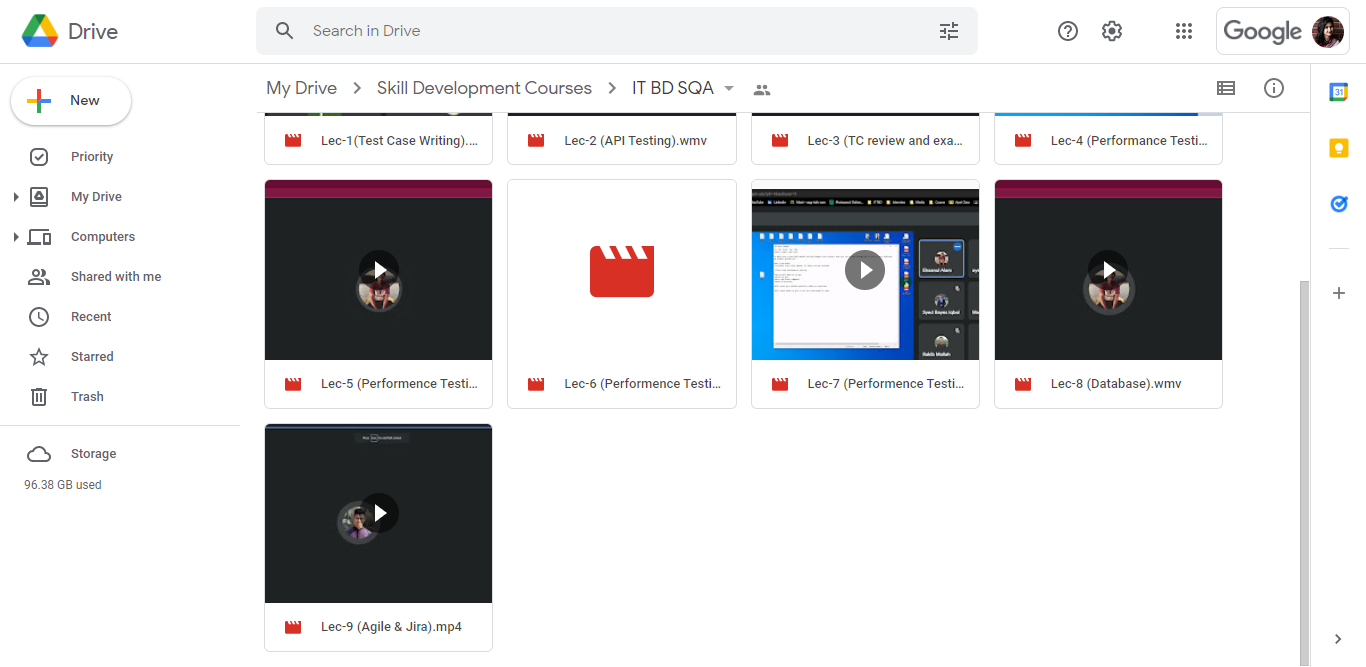 Drive
Search in Drive
Google
New
My Drive
Skill Development Courses
IT BD SQA
31
Priority
My Drive
Computers
Shared with me
Recent
Starred
Trash
Storage
96.38 GB used
Lec-1(Test Case Writing)....
Lec-2 (API Testing).wmv
Lec-3 (TC review and exa...
Lec-4 (Performance Testi...
Lec-5 (Performence Testi...
Lec-6 (Performence Testi...
Lec-7 (Performence Testi...
Lec-8 (Database).wmv
Lec-9 (Agile & Jira).mp4